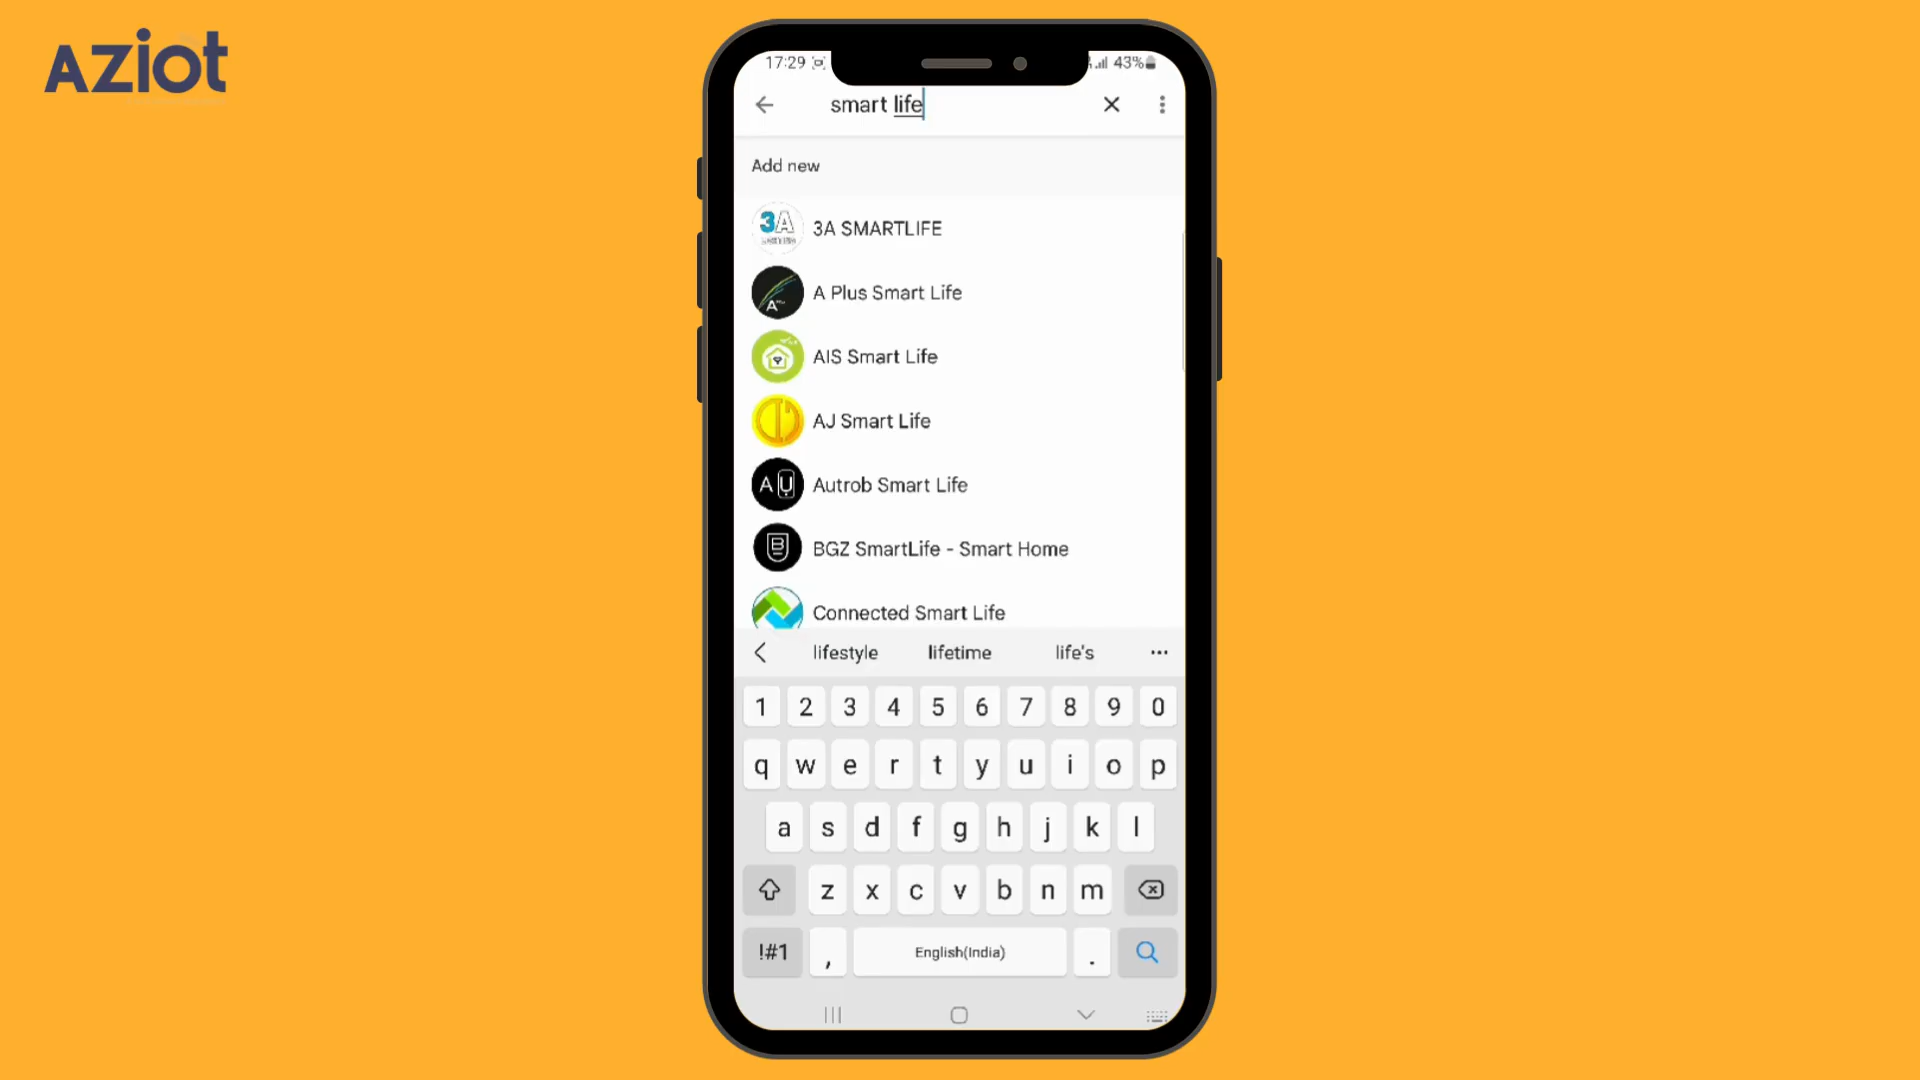 Aziot
17:29
43%
smart life
Add new
3A
3A SMARTLIFE
A
A Plus Smart Life
AIS Smart Life
AJ Smart Life
AU
Autrob Smart Life
B
BGZ SmartLife - Smart Home
Connected Smart Life
lifestyle lifetime life's
1 2 3 4 5 6 7 8 9 0
q w e r t y u i o p
a s d f g h j k l
z x c v b n m
!#1 , English(India) .